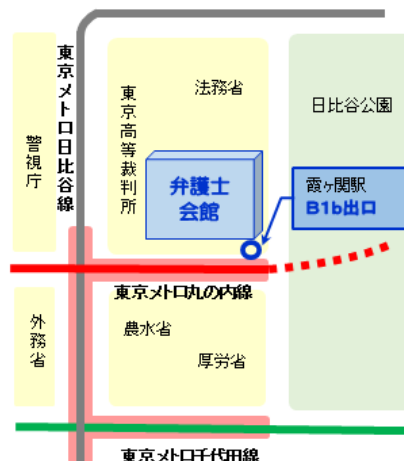 東京メトロ日比谷線
警視庁
東京高等裁判所
法務省
日比谷公園
弁護士
会館
霞ヶ関駅
B1b出口
東京メトロ丸の内線
外務省
農水省
厚労省
東京メトロ千代田線